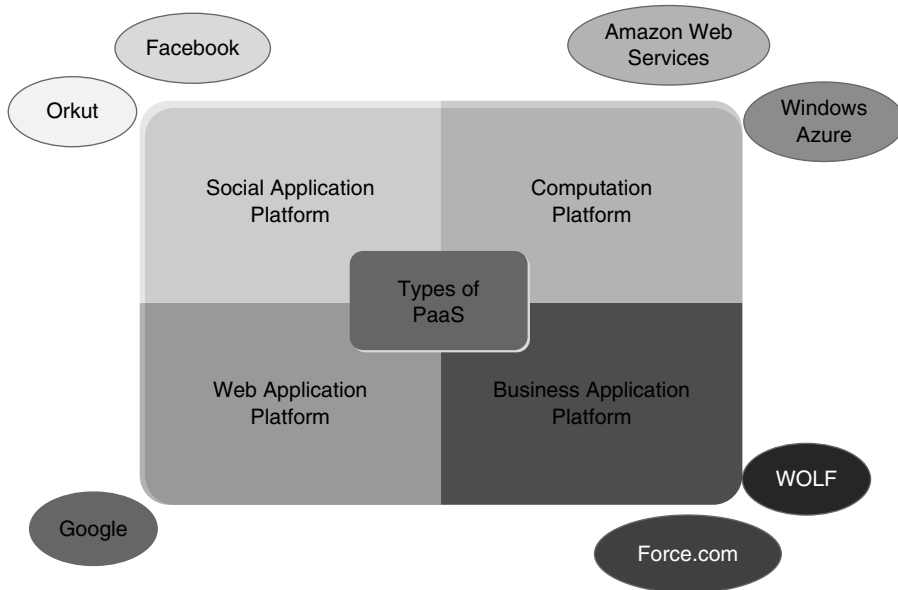 Facebook
Amazon Web
Services
Orkut
Windows
Azure
Social Application
Platform
Computation
Platform
Types of
PaaS
Web Application
Platform
Business Application
Platform
WOLF
Google
Force.com